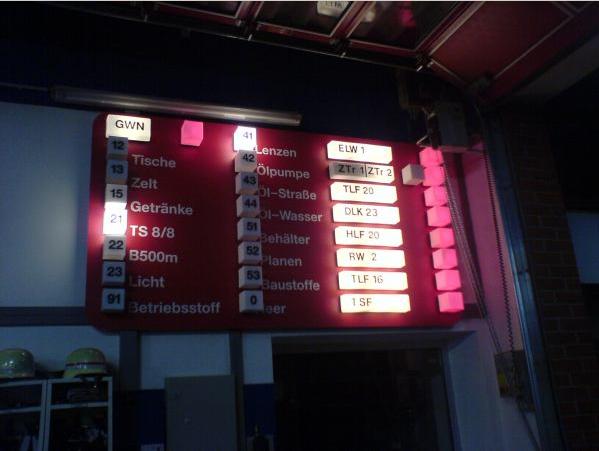 GWN
12 Tische
13 Zelt
15 Getränke
21 TS 8/8
22 B500m
23 Licht
91 Betriebsstoff
41 Lenzen
42 Ölpumpe
43 Öl-Straße
44 Öl-Wasser
51 Behälter
52 Planen
53 Baustoffe
0 leer
ELW 1
ZTr 1 ZTr 2
TLF 20
DLK 23
HLF 20
RW 2
TLF 16
1 SF